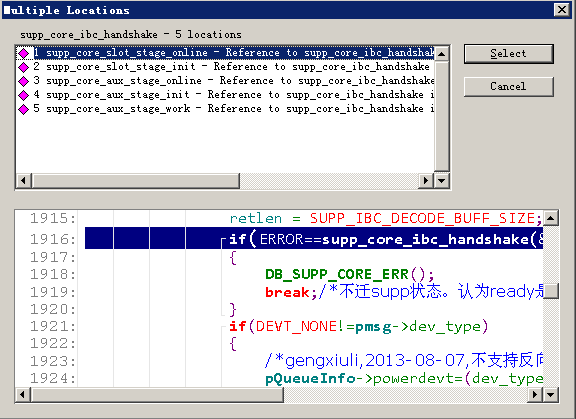 Multiple Locations
supp_core_ibc_handshake - 5 locations
1 supp_core_slot_stage_online - Reference to supp_core_ibc_handshake
2 supp_core_slot_stage_init - Reference to supp_core_ibc_handshake
3 supp_core_aux_stage_online - Reference to supp_core_ibc_handshake
4 supp_core_aux_stage_init - Reference to supp_core_ibc_handshake i
5 supp_core_aux_stage_work - Reference to supp_core_ibc_handshake i
Select
Cancel
1915: retlen = SUPP_IBC_DECODE_BUFF_SIZE;
1916: if(ERROR==supp_core_ibc_handshake(&
1917: {
1918: DB_SUPP_CORE_ERR();
1919: break;/*不迁supp状态。认为ready是
1920: }
1921: if(DEVT_NONE!=pmsg->dev_type)
1922: {
1923: /*gengxiuli,2013-08-07,不支持反向
1924: pQueueInfo->powerdevt=(dev_type